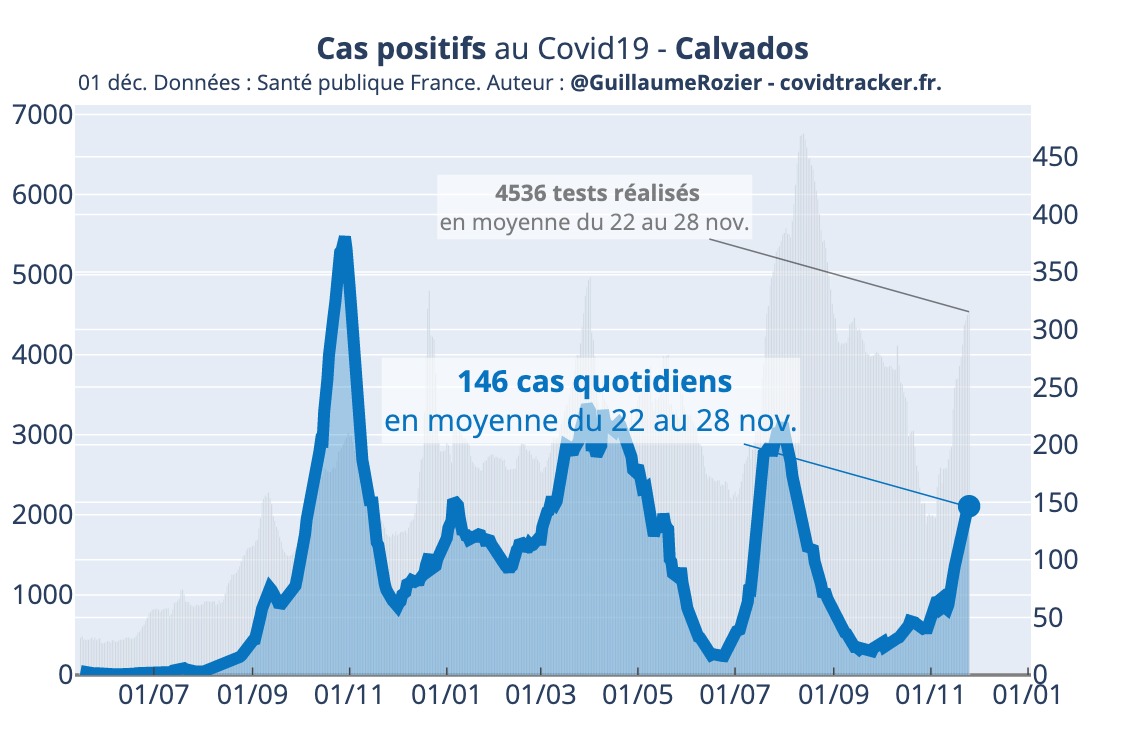 Cas positifs au Covid19 - Calvados
01 déc. Données : Santé publique France. Auteur : @GuillaumeRozier - covidtracker.fr.
7000
6000
5000
4000
3000
2000
1000
0
450
400
350
300
250
200
150
100
50
0
4536 tests réalisés
en moyenne du 22 au 28 nov.
146 cas quotidiens
en moyenne du 22 au 28 nov.
01/07 01/09 01/11 01/01 01/03 01/05 01/07 01/09 01/11 01/01